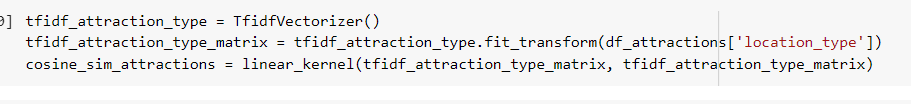 0] tfidf_attraction_type = TfidfVectorizer()
tfidf_attraction_type_matrix = tfidf_attraction_type.fit_transform(df_attractions['location_type'])
cosine_sim_attractions = linear_kernel(tfidf_attraction_type_matrix, tfidf_attraction_type_matrix)